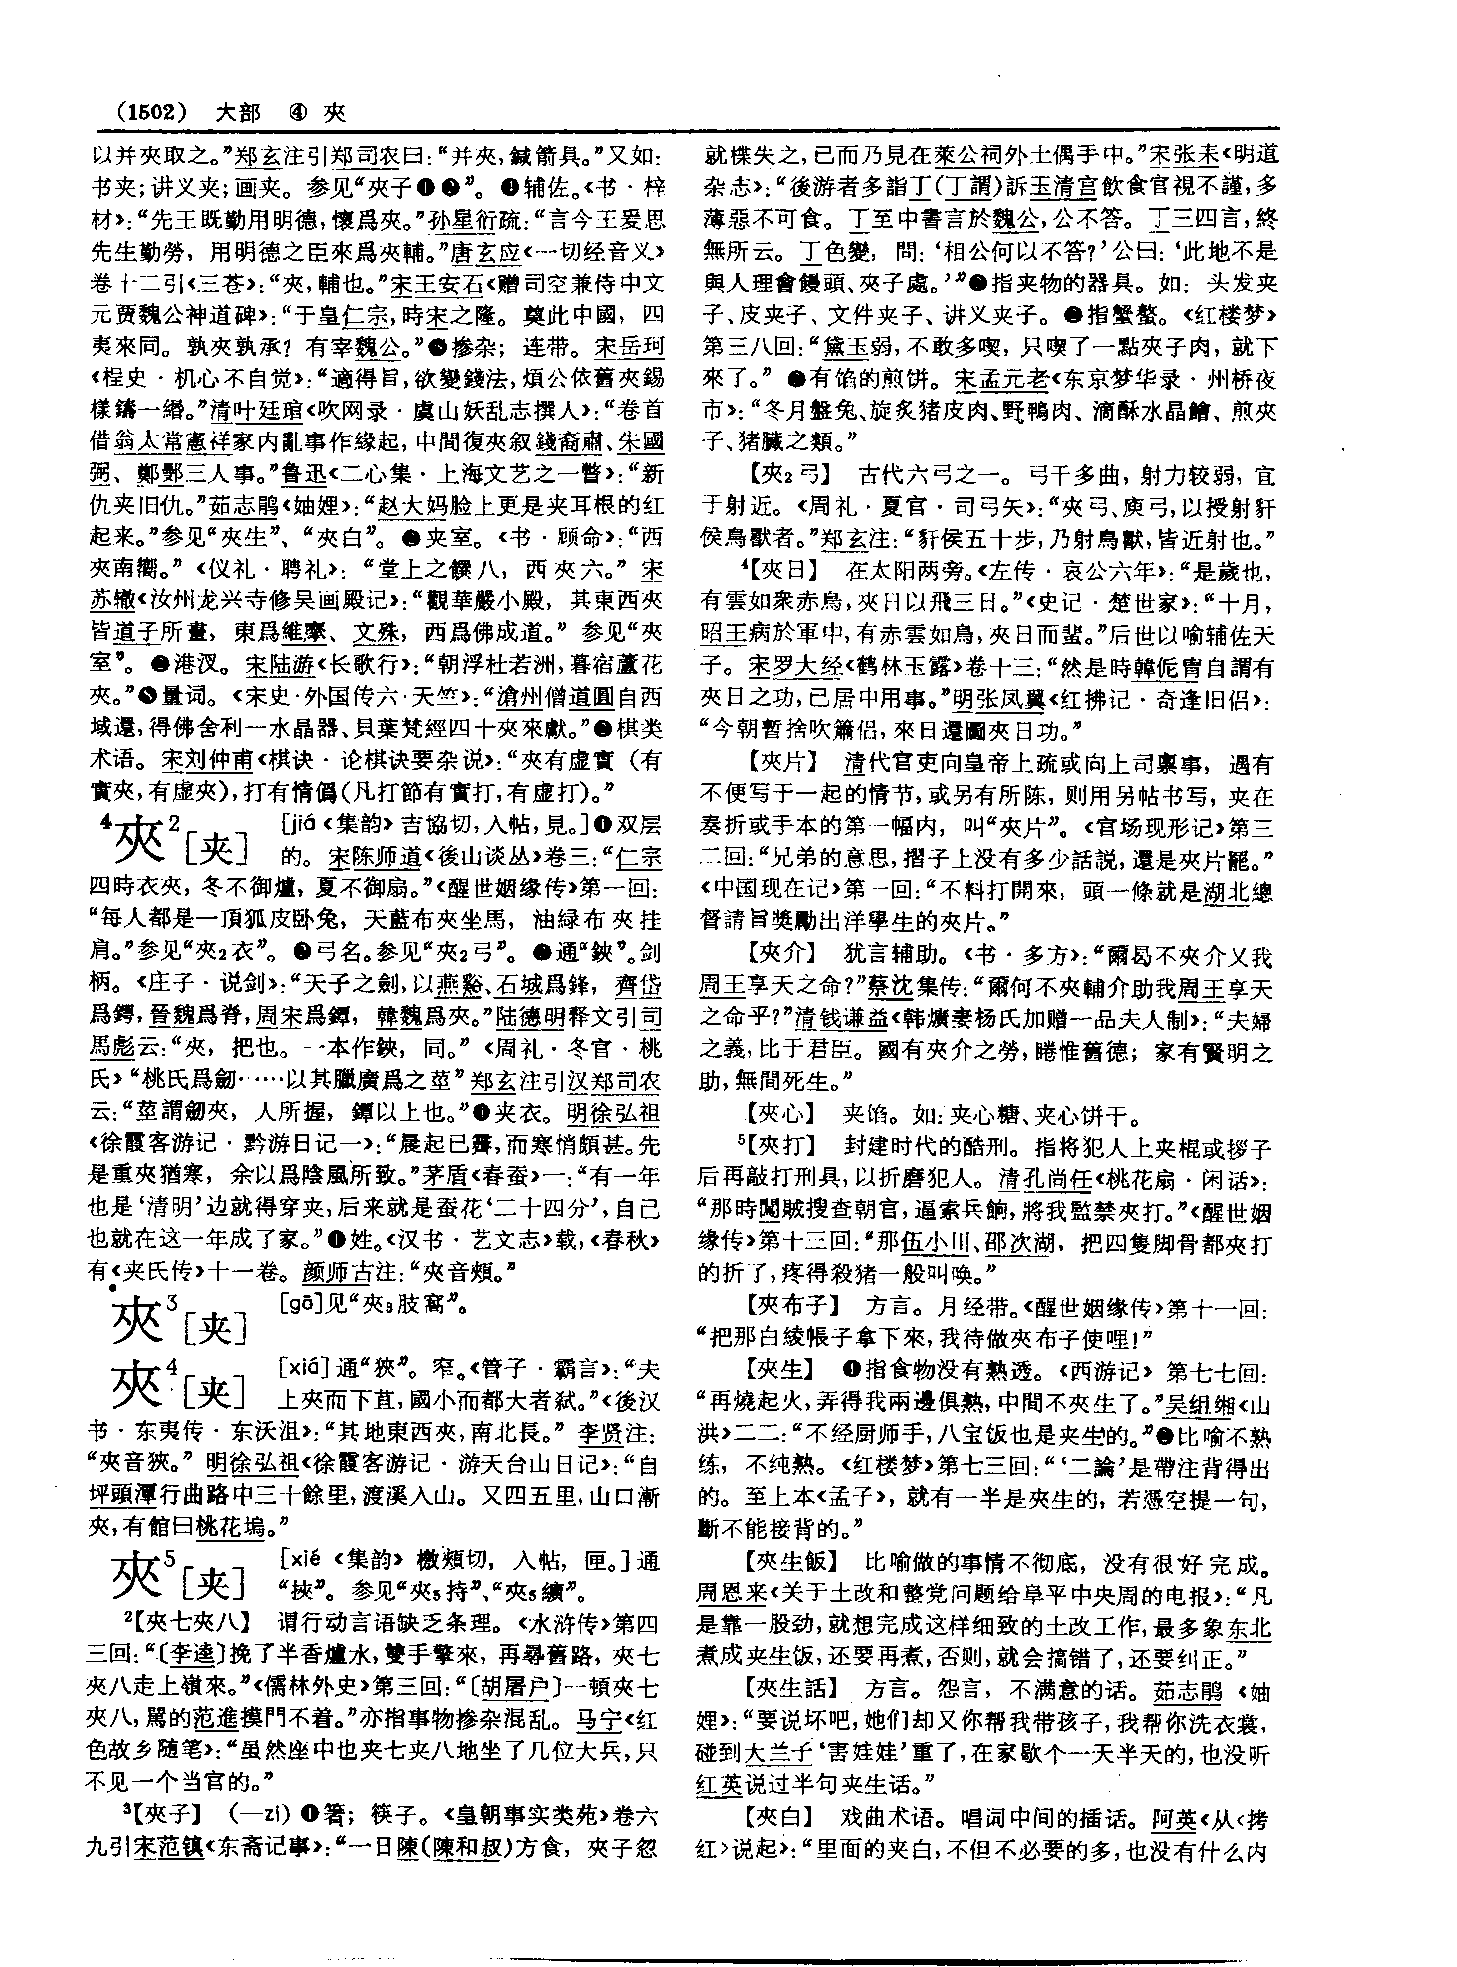 (1502) 大部 ④ 夾
以并夾取之。”郑玄注引郑司农曰：“并夾，鍼箭具。”又如：
书夹；讲义夹；画夹。参见“夾子❶❷”。❹辅佐。《书·梓
材》：“先王既勤用明德，懷爲夾。”孙星衍疏：“言今王爰思
先生勤勞，用明德之臣來爲夾輔。”唐玄应《一切经音义》
卷十二引《三苍》：“夾，輔也。”宋王安石《赠司空兼侍中文
元贾魏公神道碑》：“于皇仁宗，時宋之隆。奠此中國，四
夷來同。孰夾孰承？有宰魏公。”❺掺杂；连带。宋岳珂
《桯史·机心不自觉》：“適得旨，欲變錢法，煩公依舊夾錫
樣鑄一緡。”清叶廷琯《吹网录·虞山妖乱志撰人》：“卷首
借翁太常憲祥家内亂事作緣起，中間復夾叙錢裔肅、朱國
弼、鄭鄤三人事。”鲁迅《二心集·上海文艺之一瞥》：“新
仇夹旧仇。”茹志鹃《妯娌》：“赵大妈脸上更是夹耳根的红
起来。”参见“夾生”、“夾白”。❻夹室。《书·顾命》：“西
夾南嚮。”《仪礼·聘礼》：“堂上之饌八，西夾六。”宋
苏辙《汝州龙兴寺修吴画殿记》：“觀華嚴小殿，其東西夾
皆道子所畫，東爲維摩、文殊，西爲佛成道。”参见“夾
室”。❼港汊。宋陆游《长歌行》：“朝浮杜若洲，暮宿蘆花
夾。”❽量词。《宋史·外国传六·天竺》：“滄州僧道圓自西
域還，得佛舍利一水晶器、貝葉梵經四十夾來獻。”❾棋类
术语。宋刘仲甫《棋诀·论棋诀要杂说》：“夾有虚實（有
實夾，有虚夾），打有情僞（凡打節有實打，有虚打）。”
⁴夾²［夹］ ［jiá《集韵》吉協切，入帖，見。］❶双层
的。宋陈师道《後山谈丛》卷三：“仁宗
四時衣夾，冬不御爐，夏不御扇。”《醒世姻缘传》第一回：
“每人都是一頂狐皮卧兔，天藍布夾坐馬，油緑布夾挂
肩。”参见“夾₂衣”。❷弓名。参见“夾₂弓”。❸通“鋏”。剑
柄。《庄子·说剑》：“天子之劍，以燕谿、石城爲鋒，齊岱
爲鍔，晉魏爲脊，周宋爲鐔，韓魏爲夾。”陆德明释文引司
馬彪云：“夾，把也。一本作鋏，同。”《周礼·冬官·桃
氏》“桃氏爲劒……以其臘廣爲之莖”郑玄注引汉郑司农
云：“莖謂劒夾，人所握，鐔以上也。”❹夹衣。明徐弘祖
《徐霞客游记·黔游日记一》：“晨起已霽，而寒悄頗甚。先
是重夾猶寒，余以爲陰風所致。”茅盾《春蚕》一：“有一年
也是‘清明’边就得穿夹，后来就是蚕花‘二十四分’，自己
也就在这一年成了家。”❺姓。《汉书·艺文志》载，《春秋》
有《夹氏传》十一卷。颜师古注：“夾音頰。”
夾³［夹］ ［gā］见“夾₃肢窩”。
夾⁴［夹］ ［xiá］通“狹”。窄。《管子·霸言》：“夫
上夾而下苴，國小而都大者弑。”《後汉
书·东夷传·东沃沮》：“其地東西夾，南北長。”李贤注：
“夾音狹。”明徐弘祖《徐霞客游记·游天台山日记》：“自
坪頭潭行曲路中三十餘里，渡溪入山。又四五里，山口漸
夾，有館曰桃花塢。”
夾⁵［夹］ ［xié《集韵》檄頰切，入帖，匣。］通
“挾”。参见“夾₅持”、“夾₅纊”。
²【夾七夾八】 谓行动言语缺乏条理。《水浒传》第四
三回：“〔李逵〕挽了半香爐水，雙手擎來，再尋舊路，夾七
夾八走上嶺來。”《儒林外史》第三回：“〔胡屠户〕一頓夾七
夾八，駡的范進摸門不着。”亦指事物掺杂混乱。马宁《红
色故乡随笔》：“虽然座中也夹七夹八地坐了几位大兵，只
不见一个当官的。”
³【夾子】 （—zi）❶箸；筷子。《皇朝事实类苑》卷六
九引宋范镇《东斋记事》：“一日陳（陳和叔）方食，夾子忽
就楪失之，已而乃見在萊公祠外土偶手中。”宋张耒《明道
杂志》：“後游者多詣丁（丁謂）訴玉清宫飲食官視不謹，多
薄惡不可食。丁至中書言於魏公，公不答。丁三四言，終
無所云。丁色變，問：‘相公何以不答？’公曰：‘此地不是
與人理會饅頭、夾子處。’”❷指夹物的器具。如：头发夹
子、皮夹子、文件夹子、讲义夹子。❸指蟹螯。《红楼梦》
第三八回：“黛玉弱，不敢多喫，只喫了一點夾子肉，就下
來了。”❹有馅的煎饼。宋孟元老《东京梦华录·州桥夜
市》：“冬月盤兔、旋炙猪皮肉、野鴨肉、滴酥水晶鱠、煎夾
子、猪臟之類。”
【夾₂弓】 古代六弓之一。弓干多曲，射力较弱，宜
于射近。《周礼·夏官·司弓矢》：“夾弓、庾弓，以授射豻
侯鳥獸者。”郑玄注：“豻侯五十步，乃射鳥獸，皆近射也。”
⁴【夾日】 在太阳两旁。《左传·哀公六年》：“是歲也，
有雲如衆赤鳥，夾日以飛三日。”《史记·楚世家》：“十月，
昭王病於軍中，有赤雲如鳥，夾日而蜚。”后世以喻辅佐天
子。宋罗大经《鹤林玉露》卷十三：“然是時韓侂胄自謂有
夾日之功，已居中用事。”明张凤翼《红拂记·奇逢旧侣》：
“今朝暫捨吹簫侣，來日還圖夾日功。”
【夾片】 清代官吏向皇帝上疏或向上司禀事，遇有
不便写于一起的情节，或另有所陈，则用另帖书写，夹在
奏折或手本的第一幅内，叫“夾片”。《官场现形记》第三
二回：“兄弟的意思，摺子上没有多少話説，還是夾片罷。”
《中国现在记》第一回：“不料打開來，頭一條就是湖北總
督請旨獎勵出洋學生的夾片。”
【夾介】 犹言辅助。《书·多方》：“爾曷不夾介乂我
周王享天之命？”蔡沈集传：“爾何不夾輔介助我周王享天
之命乎？”清钱谦益《韩爌妻杨氏加赠一品夫人制》：“夫婦
之義，比于君臣。國有夾介之勞，睠惟舊德；家有賢明之
助，無間死生。”
【夾心】 夹馅。如：夹心糖、夹心饼干。
⁵【夾打】 封建时代的酷刑。指将犯人上夹棍或拶子
后再敲打刑具，以折磨犯人。清孔尚任《桃花扇·闲话》：
“那時闖賊搜查朝官，逼索兵餉，將我監禁夾打。”《醒世姻
缘传》第十三回：“那伍小川、邵次湖，把四隻脚骨都夾打
的折了，疼得殺猪一般叫唤。”
【夾布子】 方言。月经带。《醒世姻缘传》第十一回：
“把那白綾帳子拿下來，我待做夾布子使哩！”
【夾生】 ❶指食物没有熟透。《西游记》第七七回：
“再燒起火，弄得我兩邊俱熟，中間不夾生了。”吴组缃《山
洪》二二：“不经厨师手，八宝饭也是夹生的。”❷比喻不熟
练，不纯熟。《红楼梦》第七三回：“‘二論’是帶注背得出
的。至上本《孟子》，就有一半是夾生的，若憑空提一句，
斷不能接背的。”
【夾生飯】 比喻做的事情不彻底，没有很好完成。
周恩来《关于土改和整党问题给阜平中央局的电报》：“凡
是靠一股劲，就想完成这样细致的土改工作，最多象东北
煮成夹生饭，还要再煮，否则，就会搞错了，还要纠正。”
【夾生話】 方言。怨言，不满意的话。茹志鹃《妯
娌》：“要说坏吧，她们却又你帮我带孩子，我帮你洗衣裳，
碰到大兰子‘害娃娃’重了，在家歇个一天半天的，也没听
红英说过半句夹生话。”
【夾白】 戏曲术语。唱词中间的插话。阿英《从〈拷
红〉说起》：“里面的夹白，不但不必要的多，也没有什么内